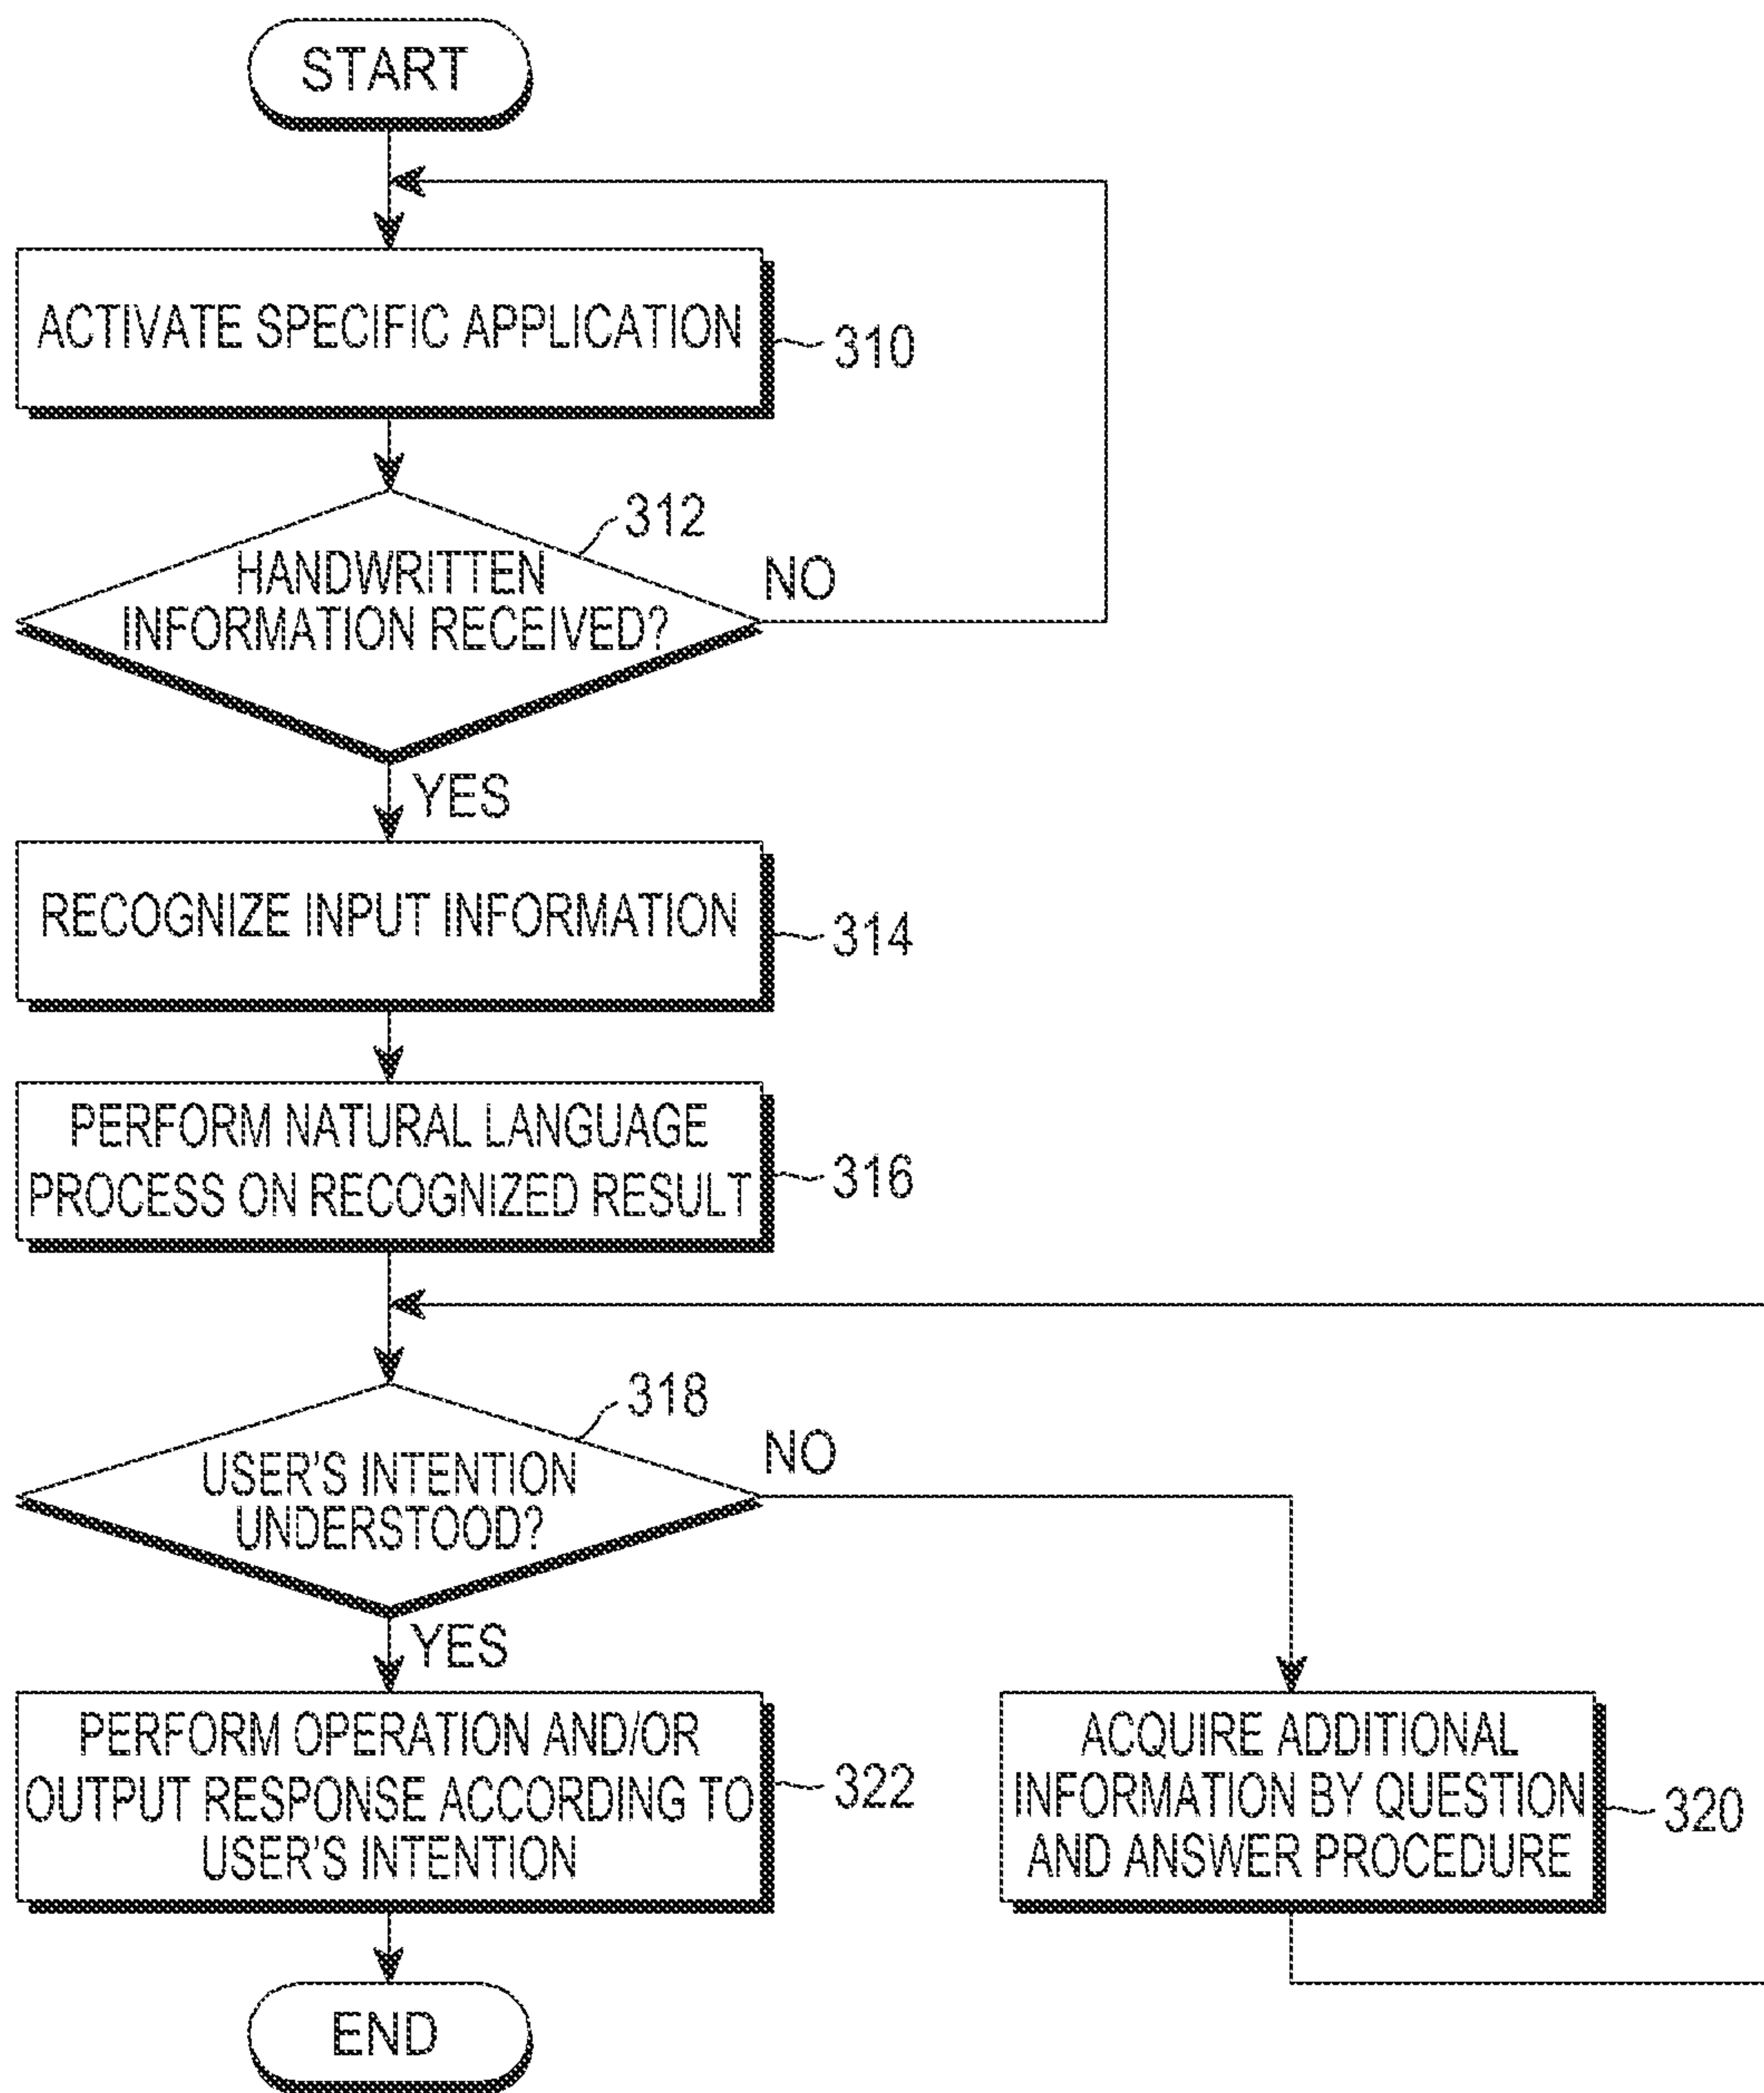 START
ACTIVATE SPECIFIC APPLICATION
310
312
HANDWRITTEN
INFORMATION RECEIVED?
NO
YES
RECOGNIZE INPUT INFORMATION
314
PERFORM NATURAL LANGUAGE
PROCESS ON RECOGNIZED RESULT
316
318
USER'S INTENTION
UNDERSTOOD?
NO
YES
PERFORM OPERATION AND/OR
OUTPUT RESPONSE ACCORDING TO
USER'S INTENTION
322
ACQUIRE ADDITIONAL
INFORMATION BY QUESTION
AND ANSWER PROCEDURE
320
END